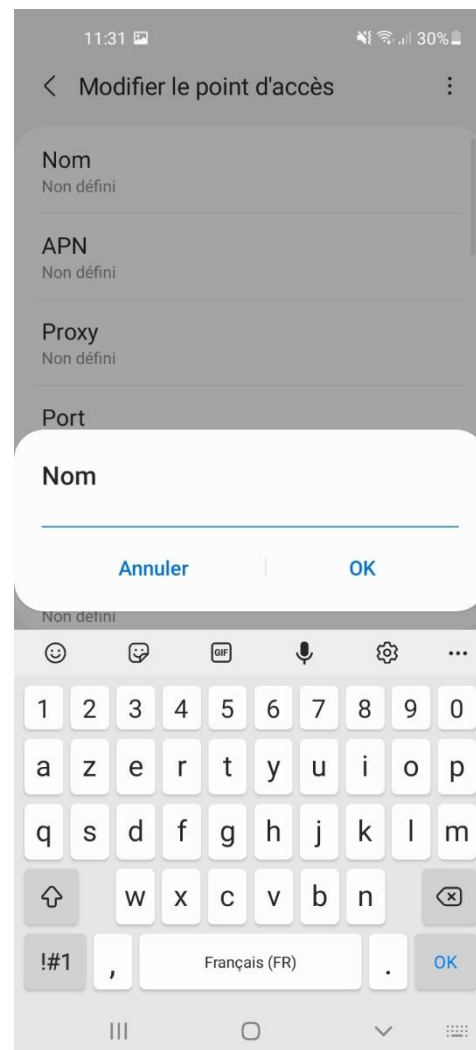 11:31 30%
Modifier le point d'accès
Nom
Non défini
APN
Non défini
Proxy
Non défini
Port
Nom
Annuler OK
Non défini
GIF
1 2 3 4 5 6 7 8 9 0
a z e r t y u i o p
q s d f g h j k l m
w x c v b n
!#1 , Français (FR) . OK